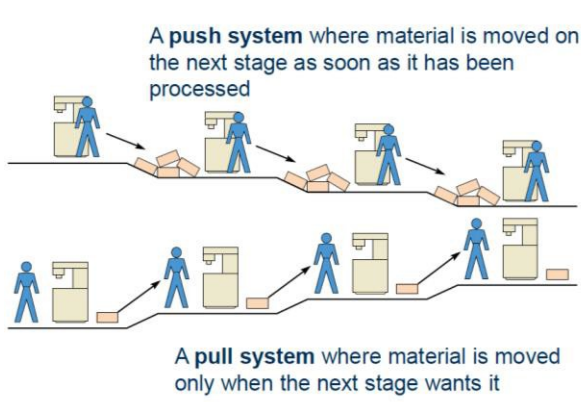 A push system where material is moved on
the next stage as soon as it has been
processed
A pull system where material is moved
only when the next stage wants it